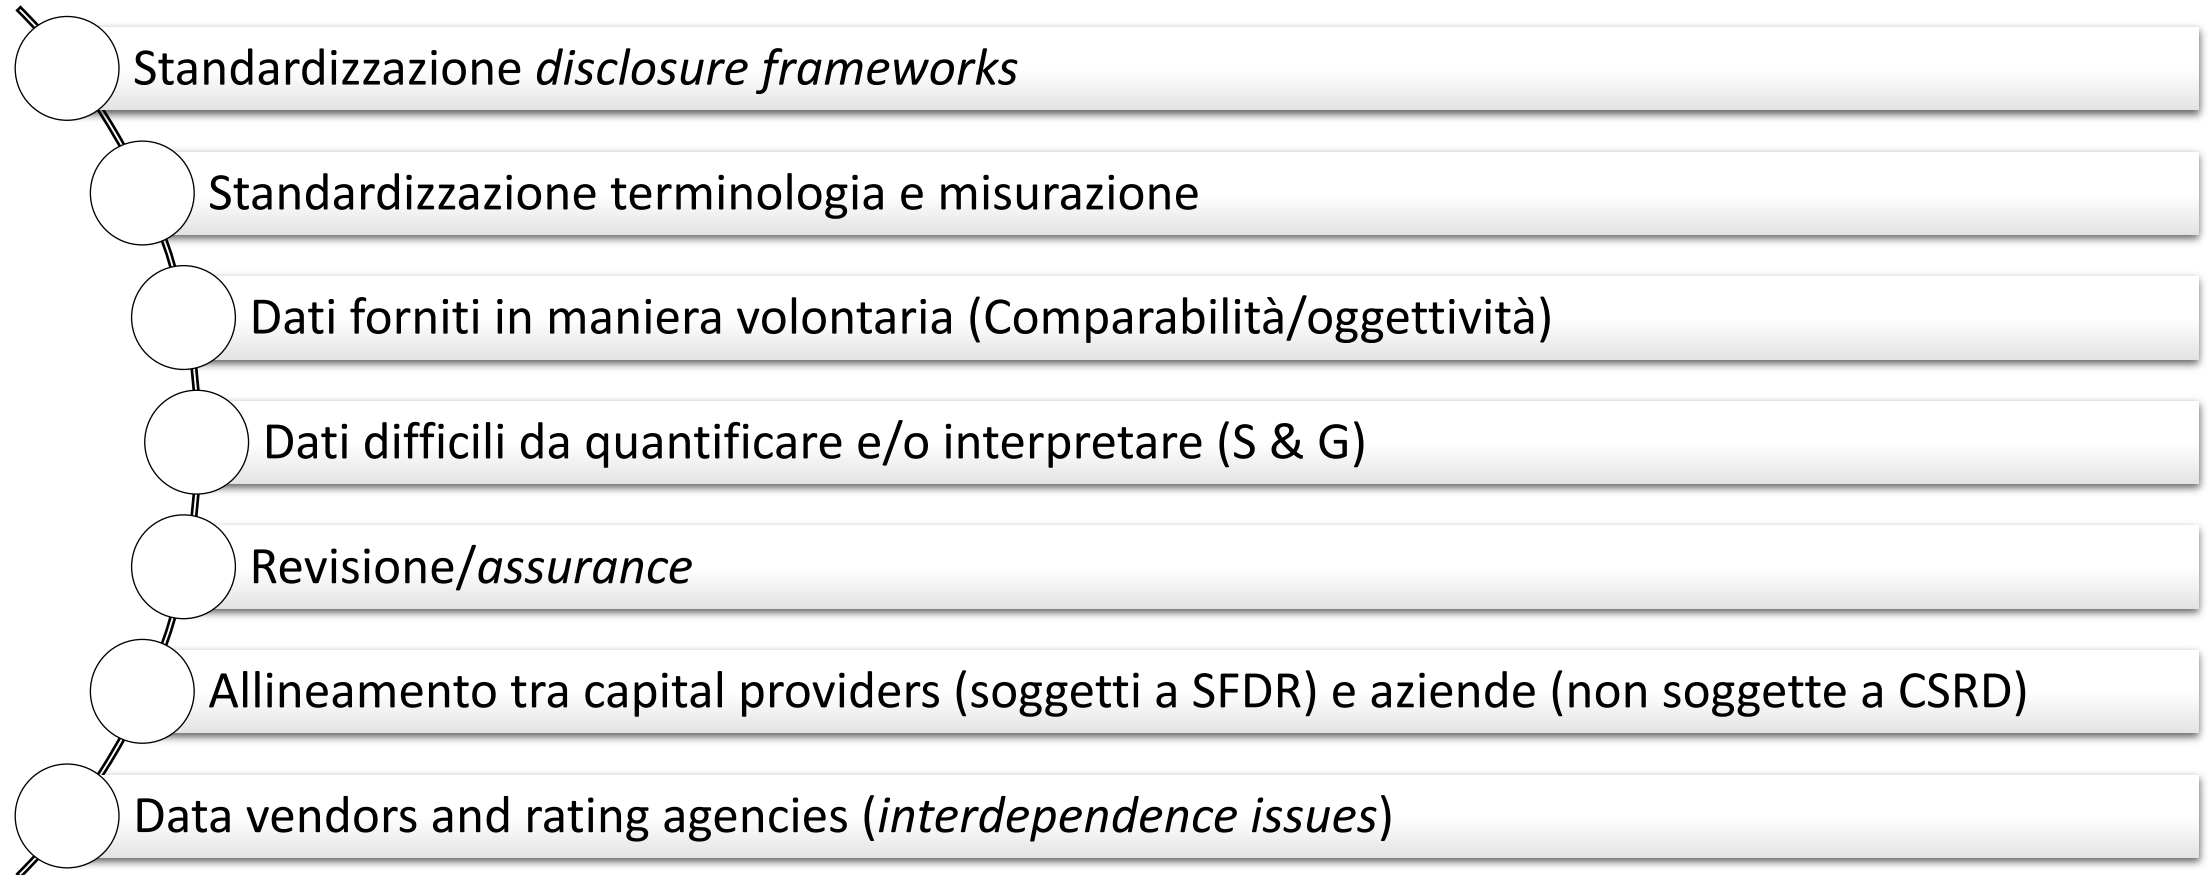 Standardizzazione disclosure frameworks
Standardizzazione terminologia e misurazione
Dati forniti in maniera volontaria (Comparabilità/oggettività)
Dati difficili da quantificare e/o interpretare (S & G)
Revisione/assurance
Allineamento tra capital providers (soggetti a SFDR) e aziende (non soggette a CSRD)
Data vendors and rating agencies (interdependence issues)